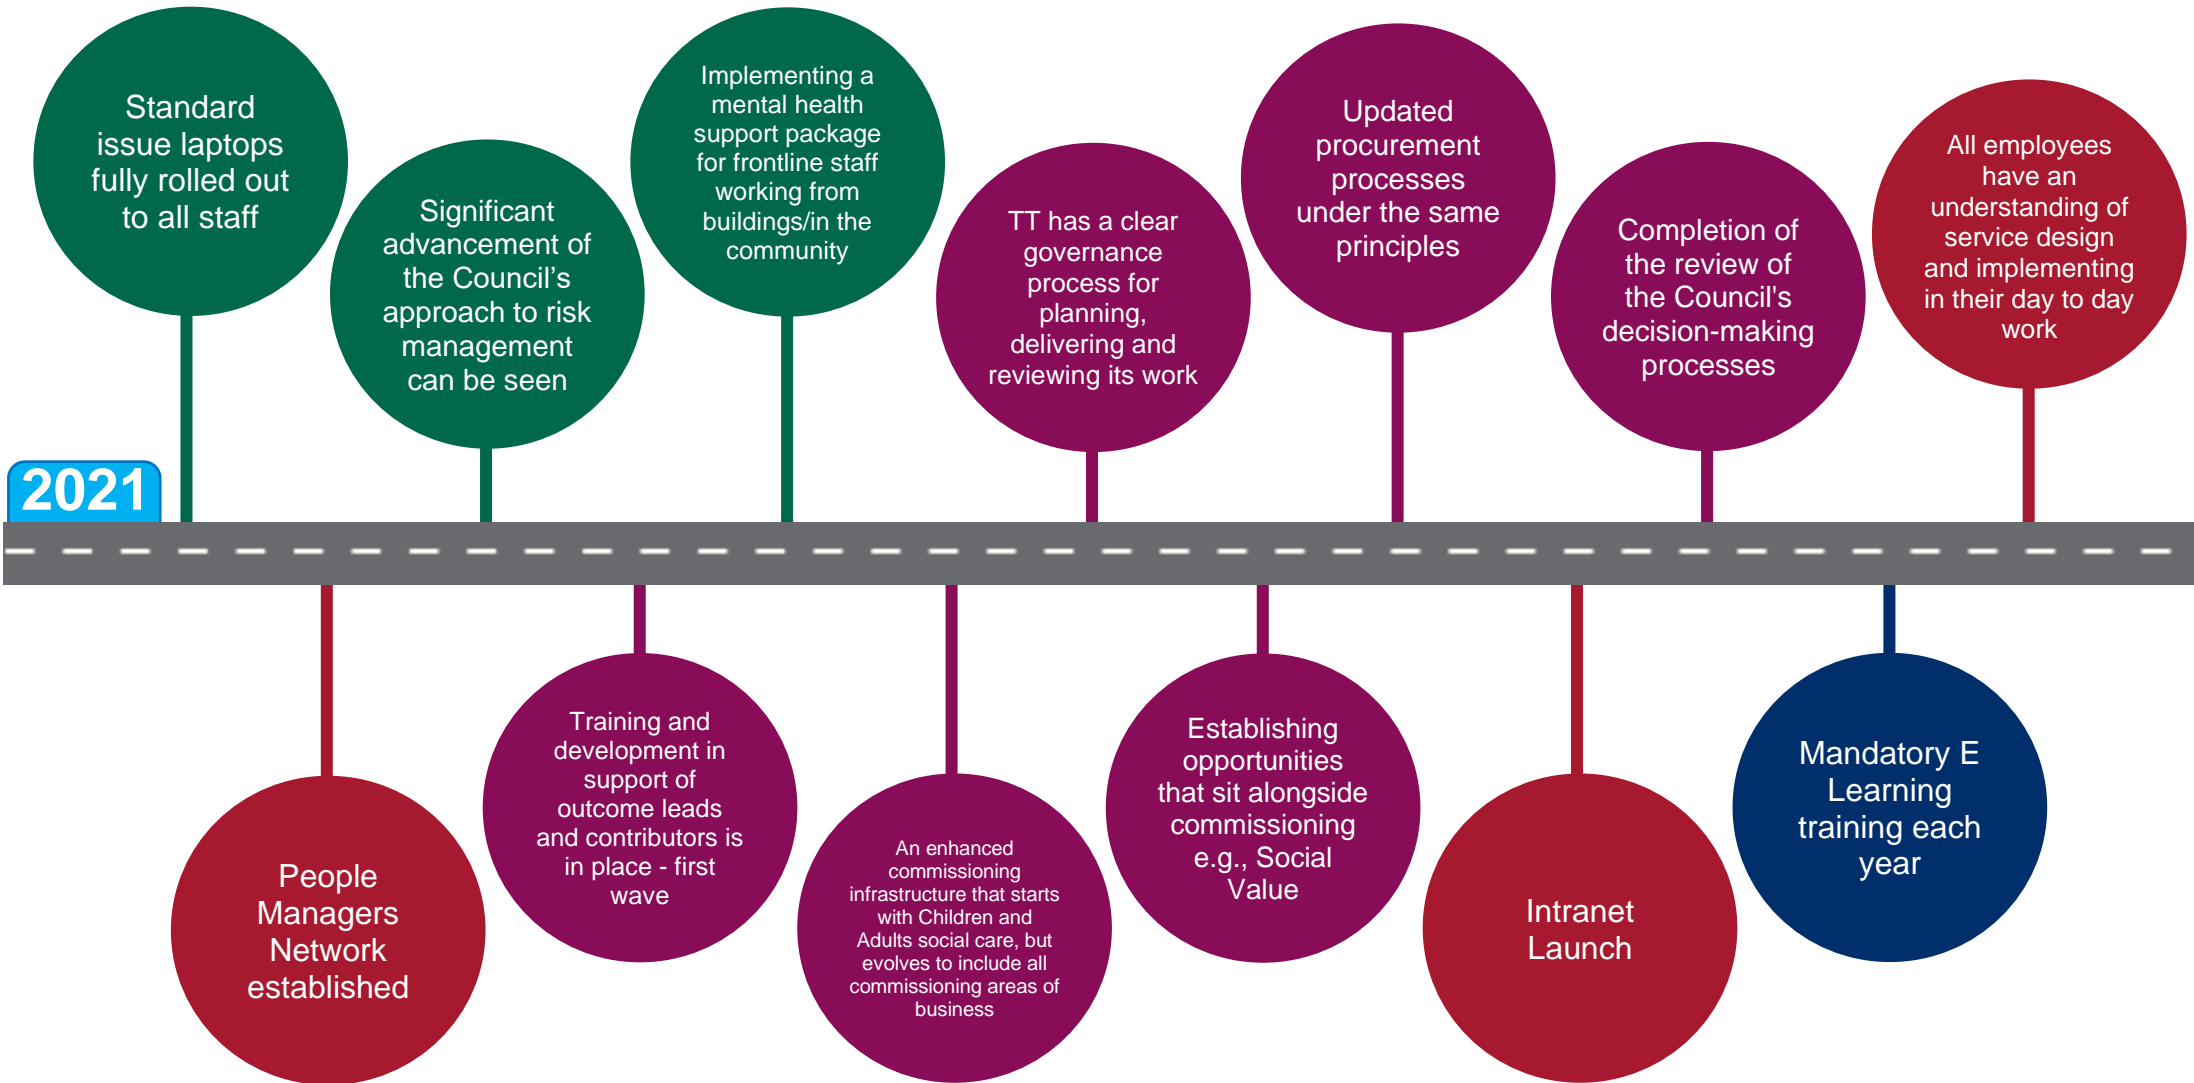 Standard
issue laptops
fully rolled out
to all staff
Significant
advancement of
the Council’s
approach to risk
management
can be seen
Implementing a
mental health
support package
for frontline staff
working from
buildings/in the
community
TT has a clear
governance
process for
planning,
delivering and
reviewing its work
Updated
procurement
processes
under the same
principles
Completion of
the review of
the Council's
decision-making
processes
All employees
have an
understanding of
service design
and implementing
in their day to day
work
2021
People
Managers
Network
established
Training and
development in
support of
outcome leads
and contributors is
in place - first
wave
An enhanced
commissioning
infrastructure that starts
with Children and
Adults social care, but
evolves to include all
commissioning areas of
business
Establishing
opportunities
that sit alongside
commissioning
e.g., Social
Value
Intranet
Launch
Mandatory E
Learning
training each
year